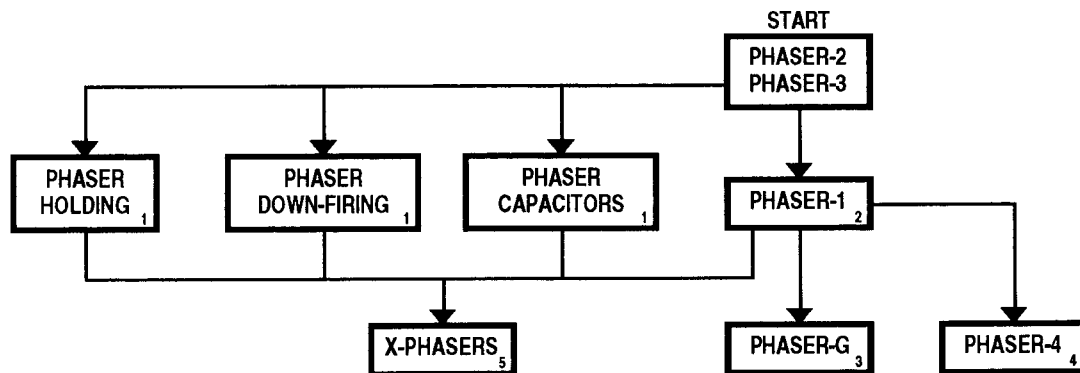 START
PHASER-2
PHASER-3
PHASER
HOLDING 1
PHASER
DOWN-FIRING 1
PHASER
CAPACITORS 1
PHASER-1 2
X-PHASERS 5
PHASER-G 3
PHASER-4 4